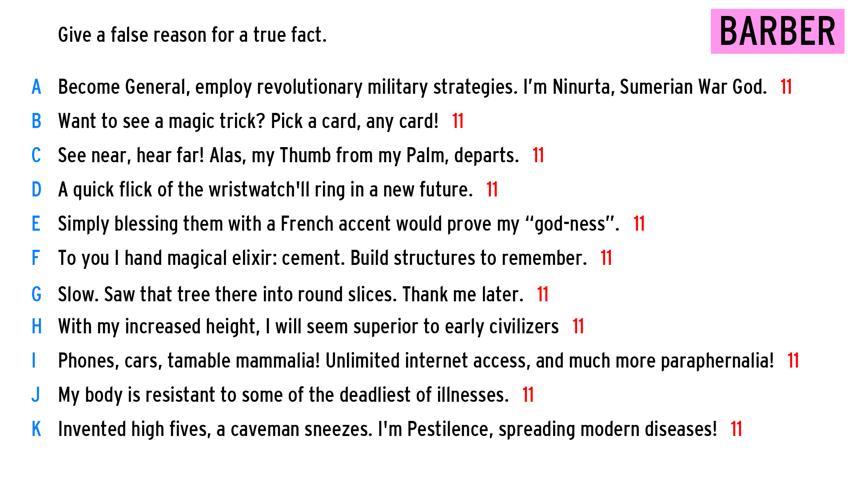 Give a false reason for a true fact.
BARBER
A Become General, employ revolutionary military strategies. I'm Ninurta, Sumerian War God. 11
B Want to see a magic trick? Pick a card, any card! 11
C See near, hear far! Alas, my Thumb from my Palm, departs. 11
D A quick flick of the wristwatch'll ring in a new future. 11
E Simply blessing them with a French accent would prove my “god-ness”. 11
F To you I hand magical elixir: cement. Build structures to remember. 11
G Slow. Saw that tree there into round slices. Thank me later. 11
H With my increased height, I will seem superior to early civilizers 11
I Phones, cars, tamable mammalia! Unlimited internet access, and much more paraphernalia! 11
J My body is resistant to some of the deadliest of illnesses. 11
K Invented high fives, a caveman sneezes. I'm Pestilence, spreading modern diseases! 11